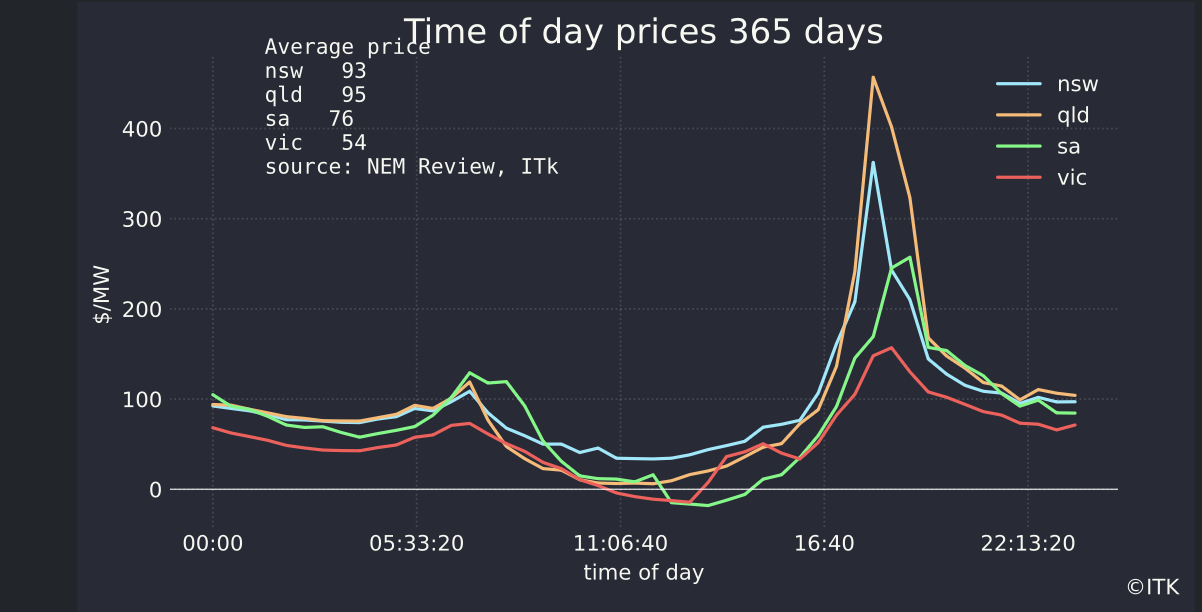 Time of day prices 365 days
Average price
nsw   93
qld   95
sa   76
vic   54
source: NEM Review, ITk
nsw
qld
sa
vic
400
300
200
100
0
$/MW
00:00 05:33:20 11:06:40 16:40 22:13:20
time of day
©ITK